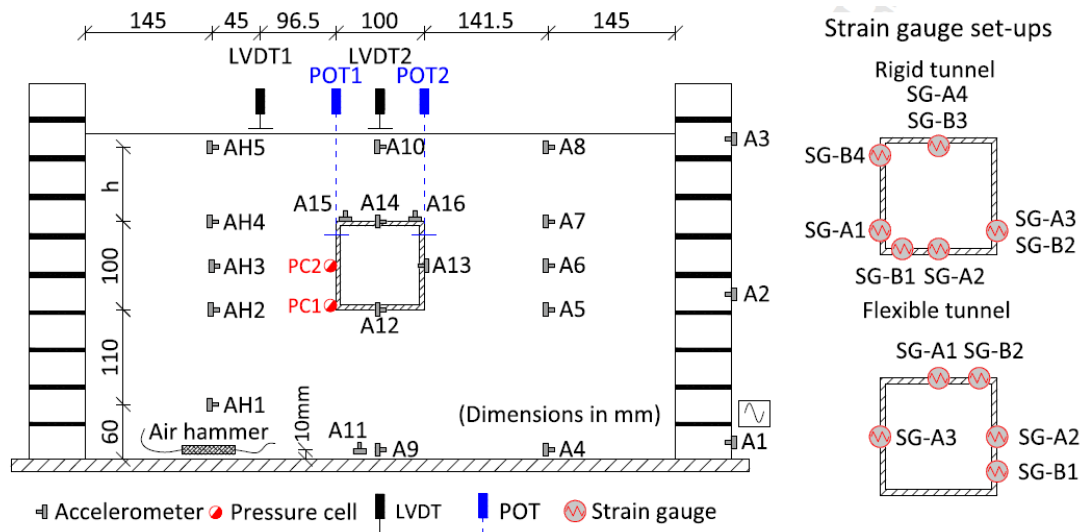 145 45 96.5 100 141.5 145
LVDT1 LVDT2
POT1 POT2
AH5 A10 A8 A3
h
A15 A14 A16
AH4 A7
100
PC2 AH3 A13 A6
PC1 AH2 A12 A5 A2
110
AH1 (Dimensions in mm)
60
Air hammer 10mm A11 A9 A4 A1
Accelerometer Pressure cell LVDT POT Strain gauge
Strain gauge set-ups
Rigid tunnel
SG-A4
SG-B3
SG-B4
SG-A1 SG-A3
SG-B2
SG-B1 SG-A2
Flexible tunnel
SG-A1 SG-B2
SG-A3 SG-A2
SG-B1